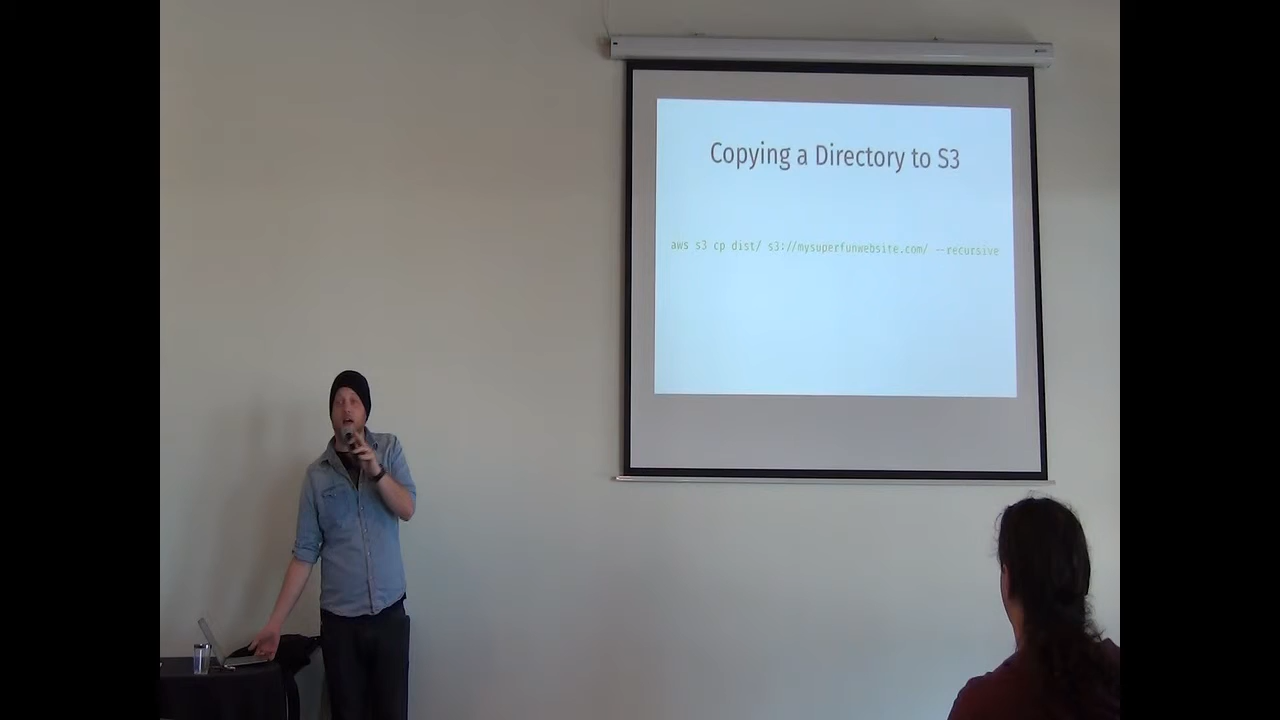 Copying a Directory to S3
aws s3 cp dist/ s3://mysuperfunwebsite.com/ --recursive